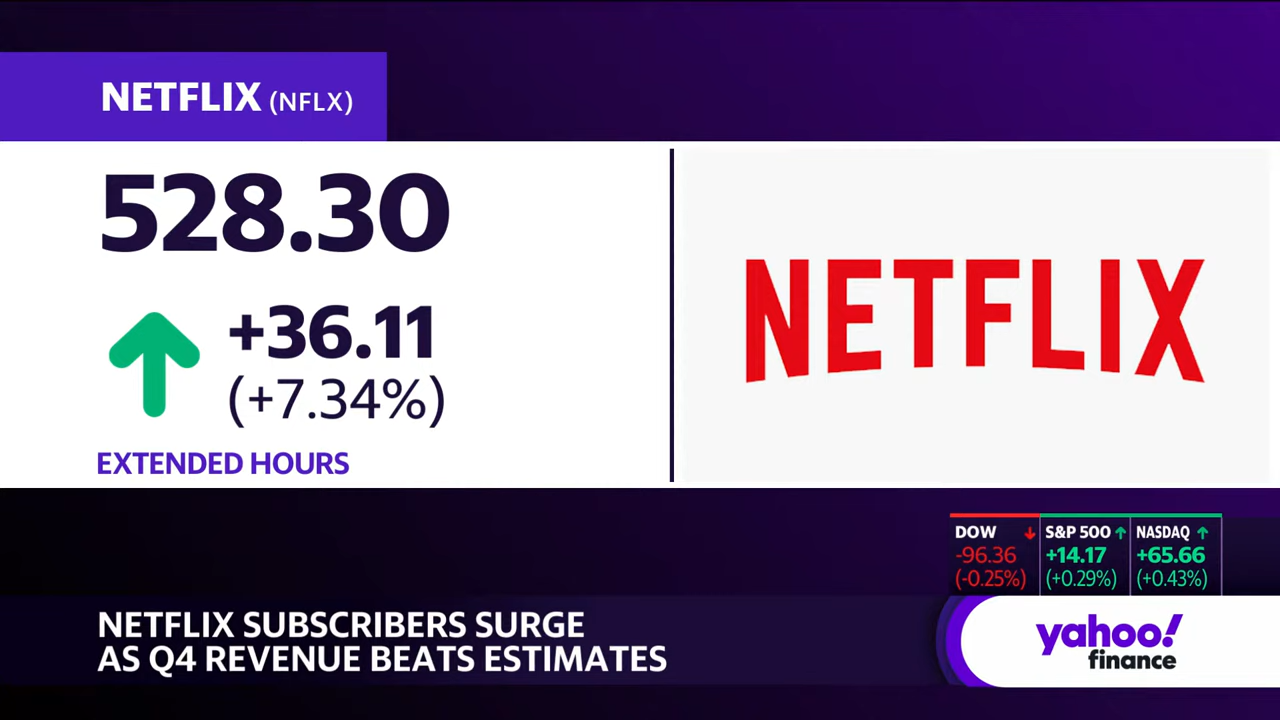 NETFLIX (NFLX)
528.30
+36.11
(+7.34%)
EXTENDED HOURS
NETFLIX
DOW
-96.36
(-0.25%)
S&P 500
+14.17
(+0.29%)
NASDAQ
+65.66
(+0.43%)
NETFLIX SUBSCRIBERS SURGE
AS Q4 REVENUE BEATS ESTIMATES
yahoo!
finance